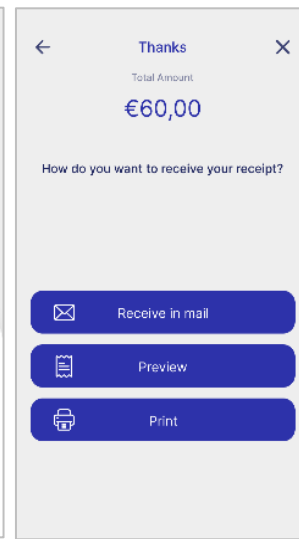 Thanks
Total Amount
€60,00
How do you want to receive your receipt?
Receive in mail
Preview
Print